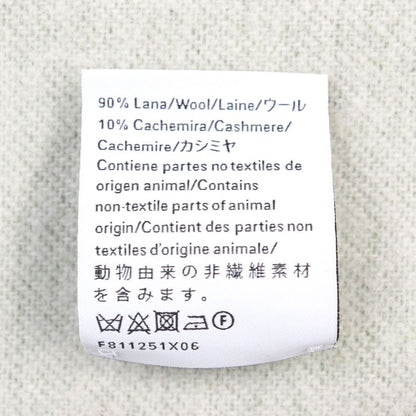 90% Lana/Wool/Laine/ウール
10% Cachemira/Cashmere/
Cachemire/カシミヤ
Contiene partes no textiles de
origen animal/Contains
non-textile parts of animal
origin/Contient des parties non
textiles d'origine animale/
動物由来の非繊維素材
を含みます。
F
F811251X06